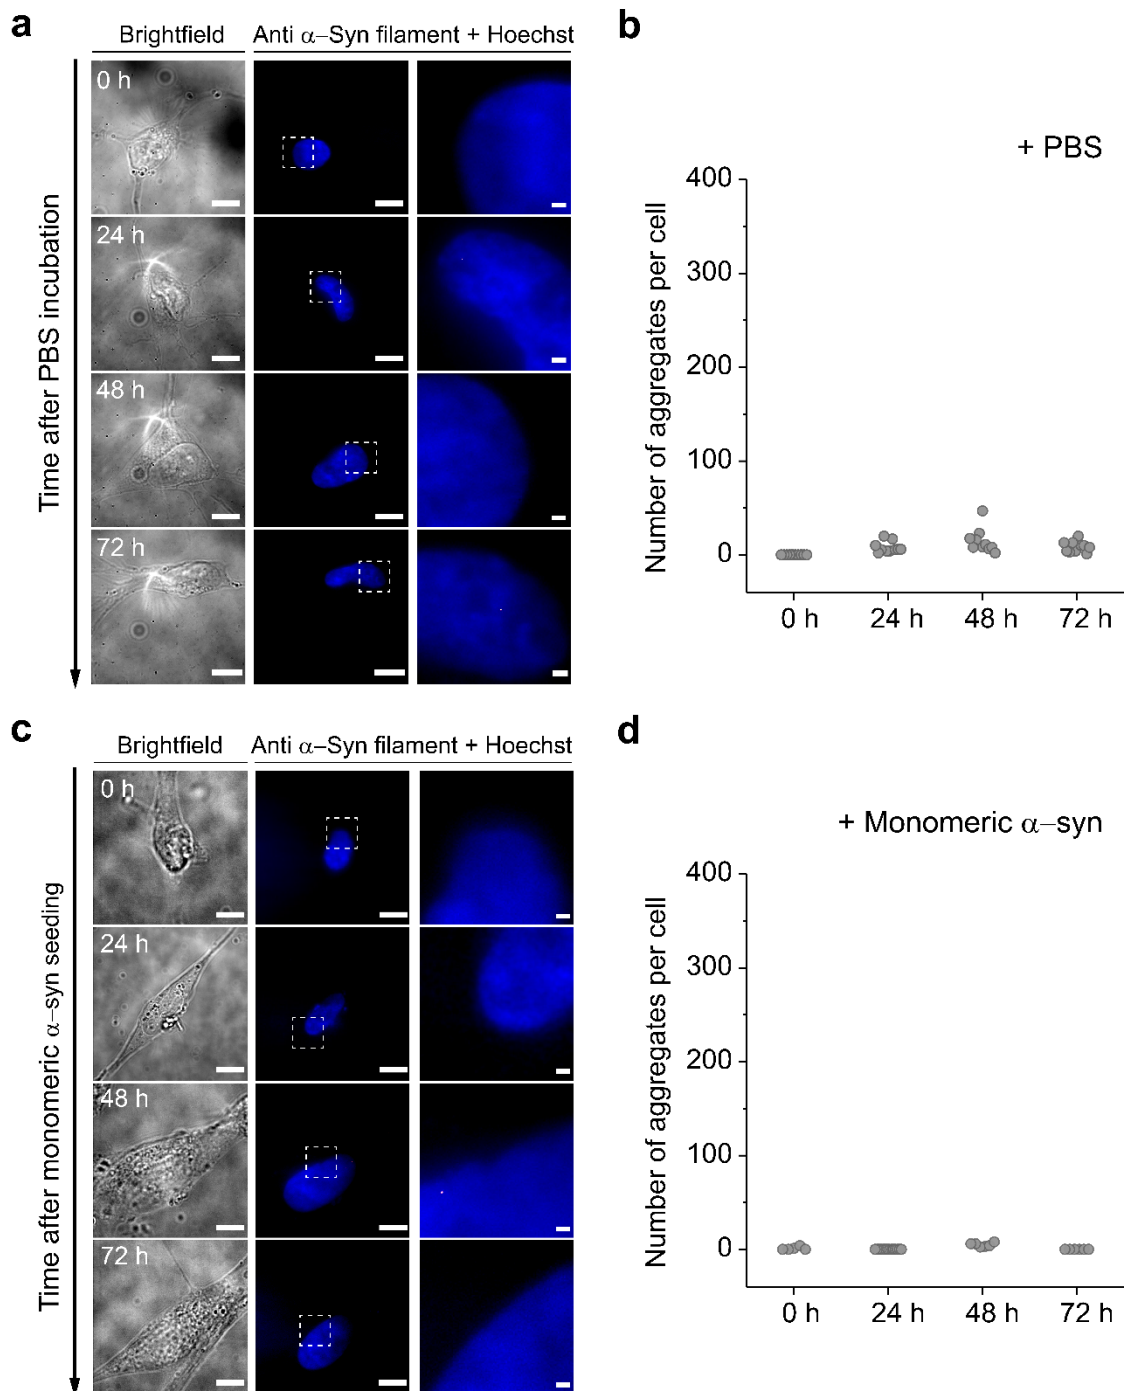 a
Brightfield
Anti α–Syn filament + Hoechst
Time after PBS incubation
0 h
24 h
48 h
72 h
b
+ PBS
Number of aggregates per cell
400
300
200
100
0
0 h
24 h
48 h
72 h
c
Brightfield
Anti α–Syn filament + Hoechst
Time after monomeric α-syn seeding
0 h
24 h
48 h
72 h
d
+ Monomeric α–syn
Number of aggregates per cell
400
300
200
100
0
0 h
24 h
48 h
72 h